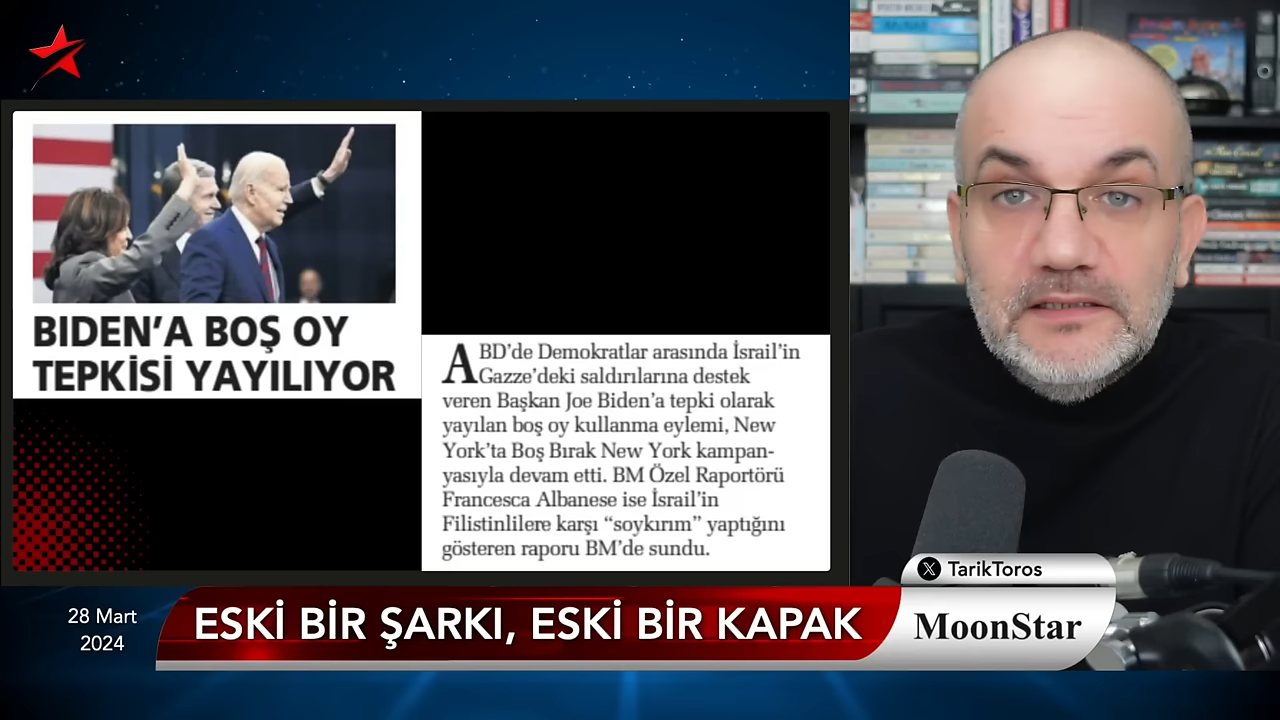 BIDEN’A BOŞ OY
TEPKİSİ YAYILIYOR
ABD’de Demokratlar arasında İsrail’in
Gazze’deki saldırılarına destek
veren Başkan Joe Biden’a tepki olarak
yayılan boş oy kullanma eylemi, New
York’ta Boş Bırak New York kampan-
yasıyla devam etti. BM Özel Raportörü
Francesca Albanese ise İsrail’in
Filistinlilere karşı “soykırım” yaptığını
gösteren raporu BM’de sundu.
TarikToros
28 Mart
2024
ESKİ BİR ŞARKI, ESKİ BİR KAPAK
MoonStar